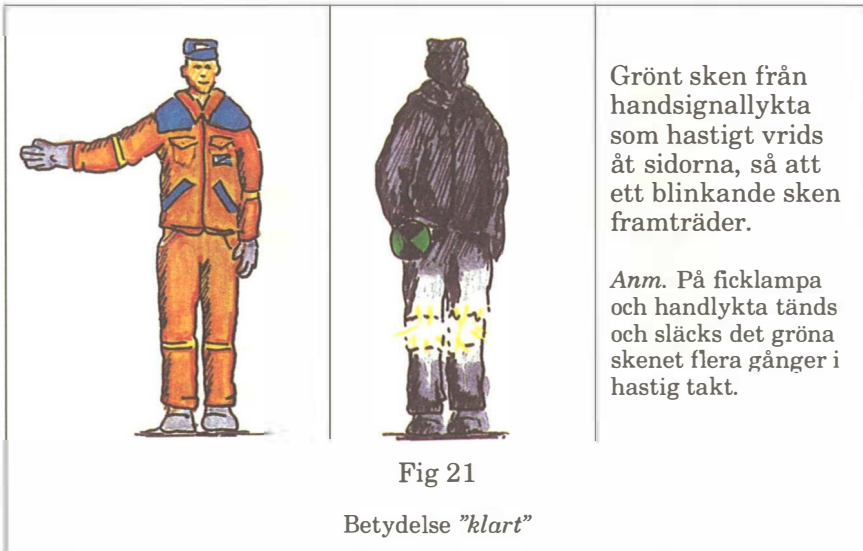 Grönt sken från
handsignallykta
som hastigt vrids
åt sidorna, så att
ett blinkande sken
framträder.
Anm. På ficklampa
och handlykta tänds
och släcks det gröna
skenet flera gånger i
hastig takt.
Fig 21
Betydelse ”klart”